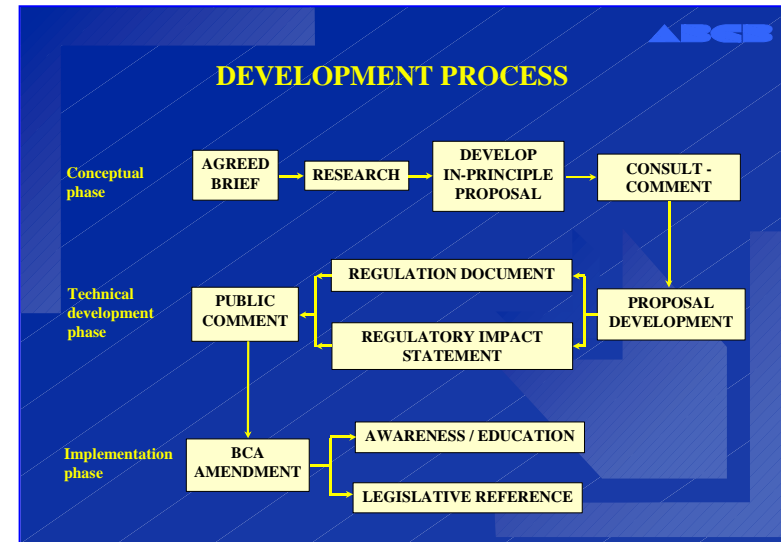 ABCB
DEVELOPMENT PROCESS
Conceptual
phase
AGREED
BRIEF
RESEARCH
DEVELOP
IN-PRINCIPLE
PROPOSAL
CONSULT -
COMMENT
Technical
development
phase
PUBLIC
COMMENT
REGULATION DOCUMENT
REGULATORY IMPACT
STATEMENT
PROPOSAL
DEVELOPMENT
Implementation
phase
BCA
AMENDMENT
AWARENESS / EDUCATION
LEGISLATIVE REFERENCE